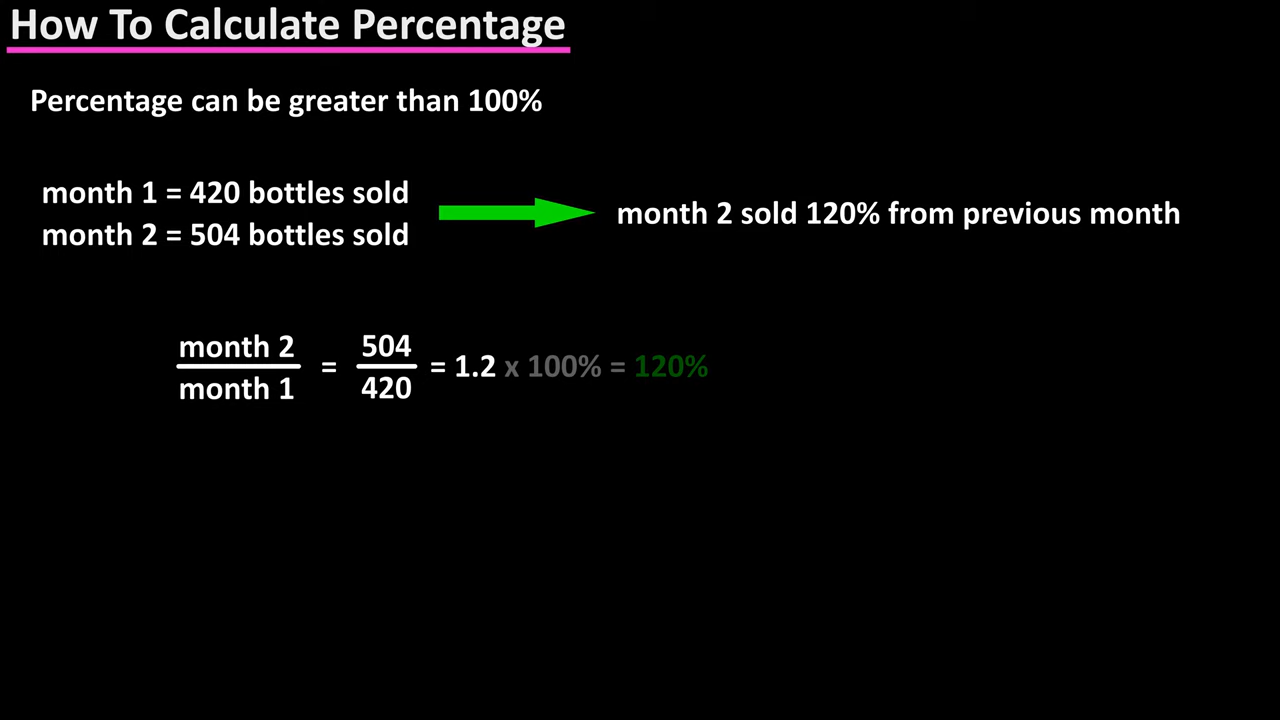 How To Calculate Percentage
Percentage can be greater than 100%
month 1 = 420 bottles sold
month 2 = 504 bottles sold
month 2 sold 120% from previous month
month 2 / month 1 = 504 / 420 = 1.2 x 100% = 120%